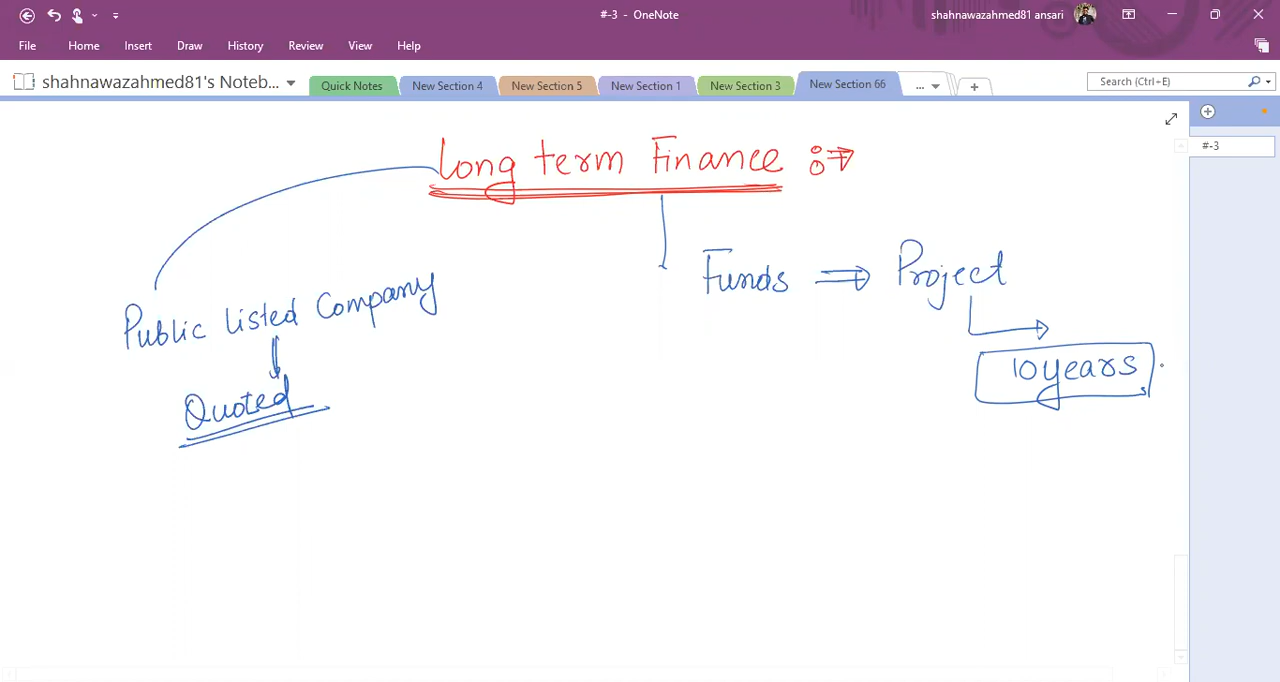 #-3 - OneNote
shahnawazahmed81 ansari
File Home Insert Draw History Review View Help
shahnawazahmed81's Noteb...
Quick Notes New Section 4 New Section 5 New Section 1 New Section 3 New Section 66 ...
Search (Ctrl+E)
#-3
Long term Finance :⇒
Funds ⇒ Project
Public listed Company
10 years
Quoted